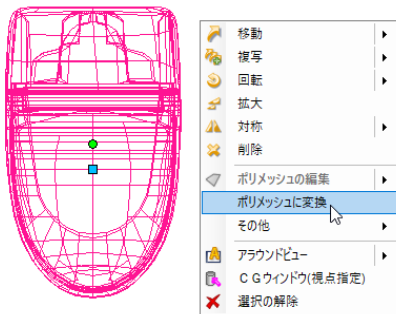 移動
複写
回転
拡大
対称
削除
ポリメッシュの編集
ポリメッシュに変換
その他
アラウンドビュー
ＣＧウィンドウ(視点指定)
選択の解除